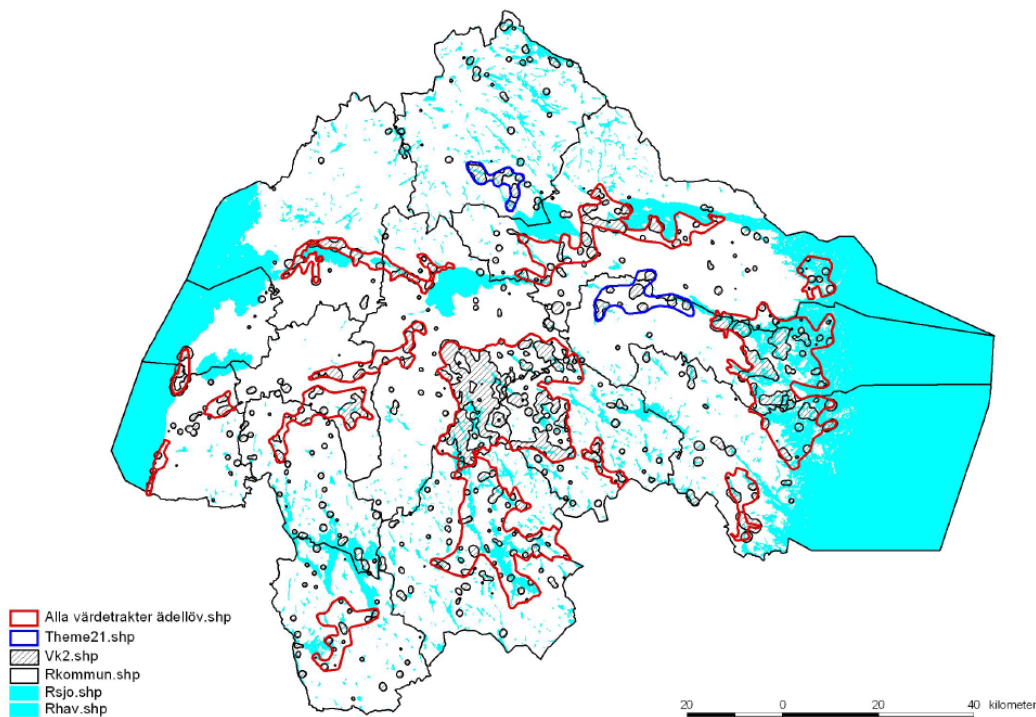 Alla värdetrakter ädellöv.shp
Theme21.shp
Vk2.shp
Rkommun.shp
Rsjo.shp
Rhav.shp
20 0 20 40 kilometer